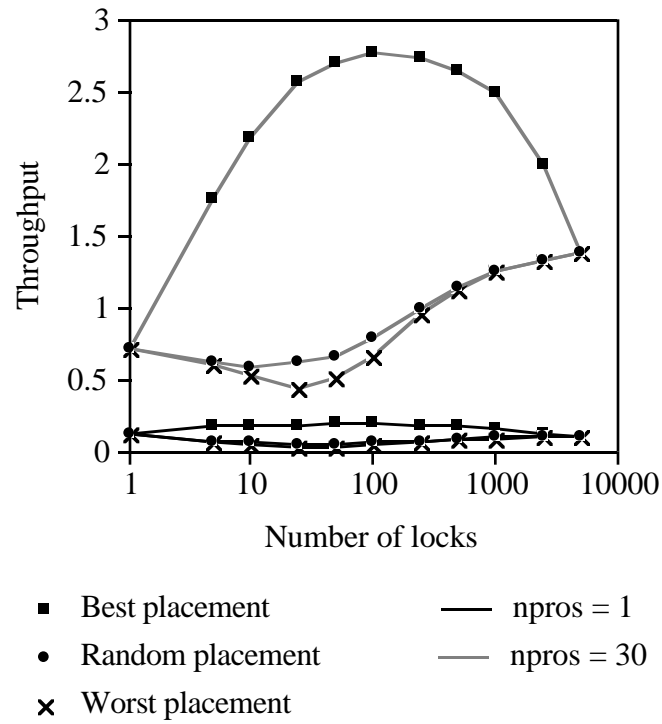 3
2.5
2
1.5
1
0.5
0
Throughput
1 10 100 1000 10000
Number of locks
Best placement npros = 1
Random placement npros = 30
Worst placement